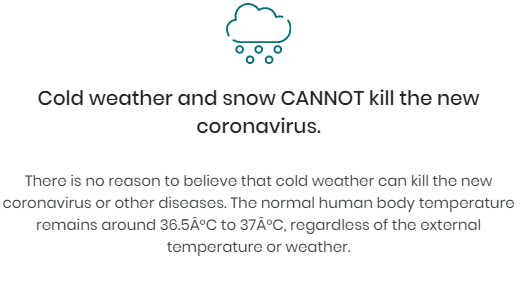 Cold weather and snow CANNOT kill the new
coronavirus.
There is no reason to believe that cold weather can kill the new
coronavirus or other diseases. The normal human body temperature
remains around 36.5ÂºC to 37ÂºC, regardless of the external
temperature or weather.